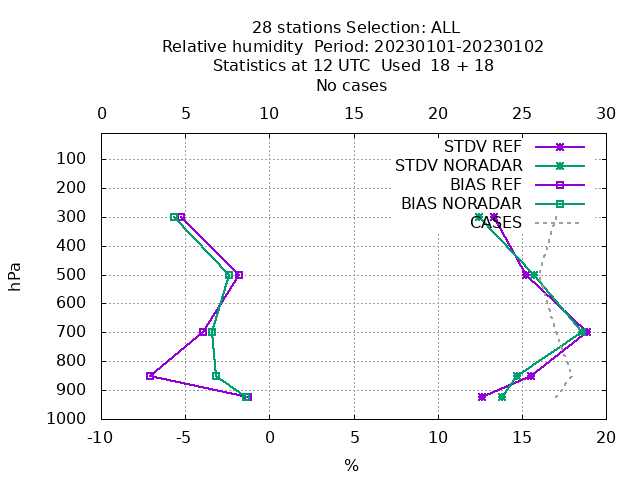 28 stations Selection: ALL
Relative humidity  Period: 20230101-20230102
Statistics at 12 UTC  Used  18 + 18
No cases
0 5 10 15 20 25 30
STDV REF
STDV NORADAR
BIAS REF
BIAS NORADAR
CASES
100
200
300
400
500
600
700
800
900
1000
hPa
-10 -5 0 5 10 15 20
%